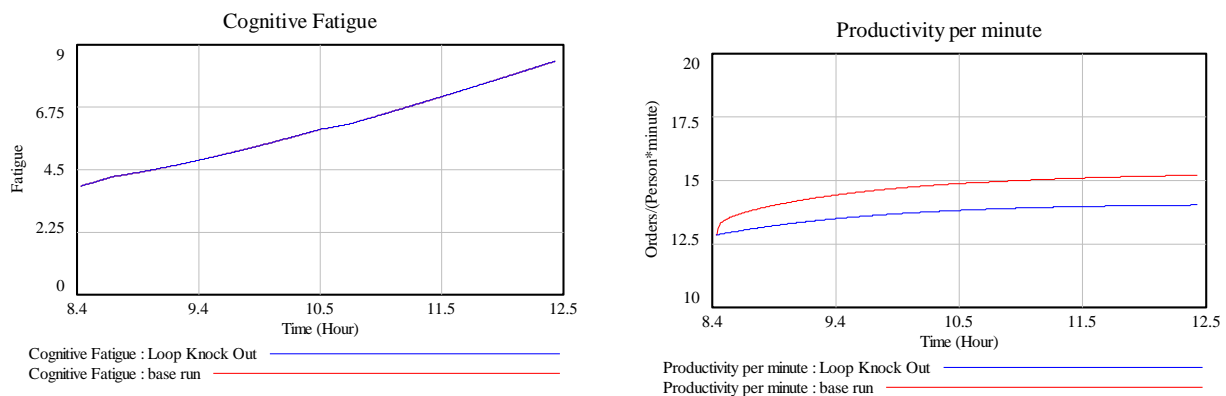 Cognitive Fatigue
9
6.75
4.5
2.25
0
Fatigue
8.4 9.4 10.5 11.5 12.5
Time (Hour)
Cognitive Fatigue : Loop Knock Out
Cognitive Fatigue : base run
Productivity per minute
20
17.5
15
12.5
10
Orders/(Person*minute)
8.4 9.4 10.5 11.5 12.5
Time (Hour)
Productivity per minute : Loop Knock Out
Productivity per minute : base run